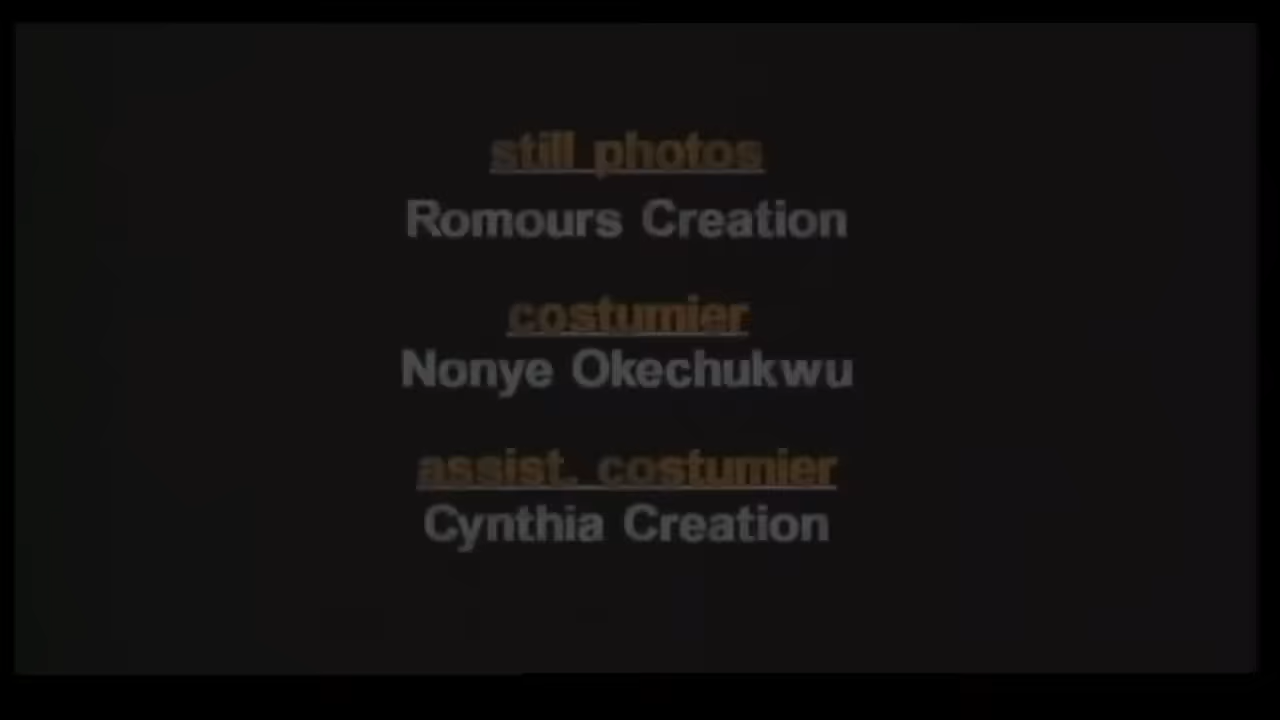 still photos
Romours Creation
costumier
Nonye Okechukwu
assist. costumier
Cynthia Creation